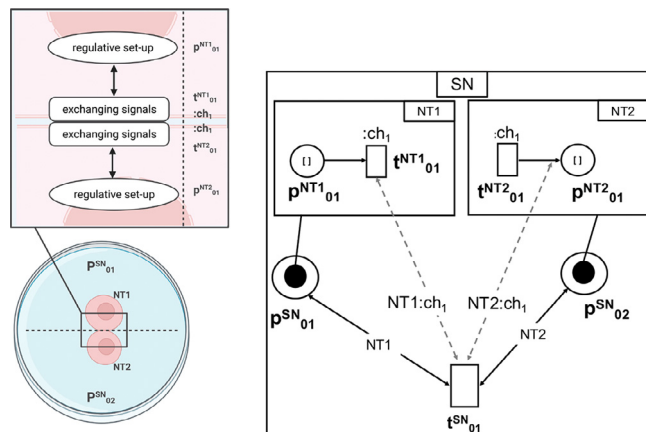 regulative set-up
pᴺᵀ¹₀₁
tᴺᵀ¹₀₁
exchanging signals
:ch₁
exchanging signals
:ch₁
tᴺᵀ²₀₁
regulative set-up
pᴺᵀ²₀₁
Pˢᴺ₀₁
NT1
NT2
Pˢᴺ₀₂
SN
NT1
:ch₁
[ ]
pᴺᵀ¹₀₁
tᴺᵀ¹₀₁
NT2
:ch₁
[ ]
tᴺᵀ²₀₁
pᴺᵀ²₀₁
pˢᴺ₀₁
pˢᴺ₀₂
NT1:ch₁
NT2:ch₁
NT1
NT2
tˢᴺ₀₁